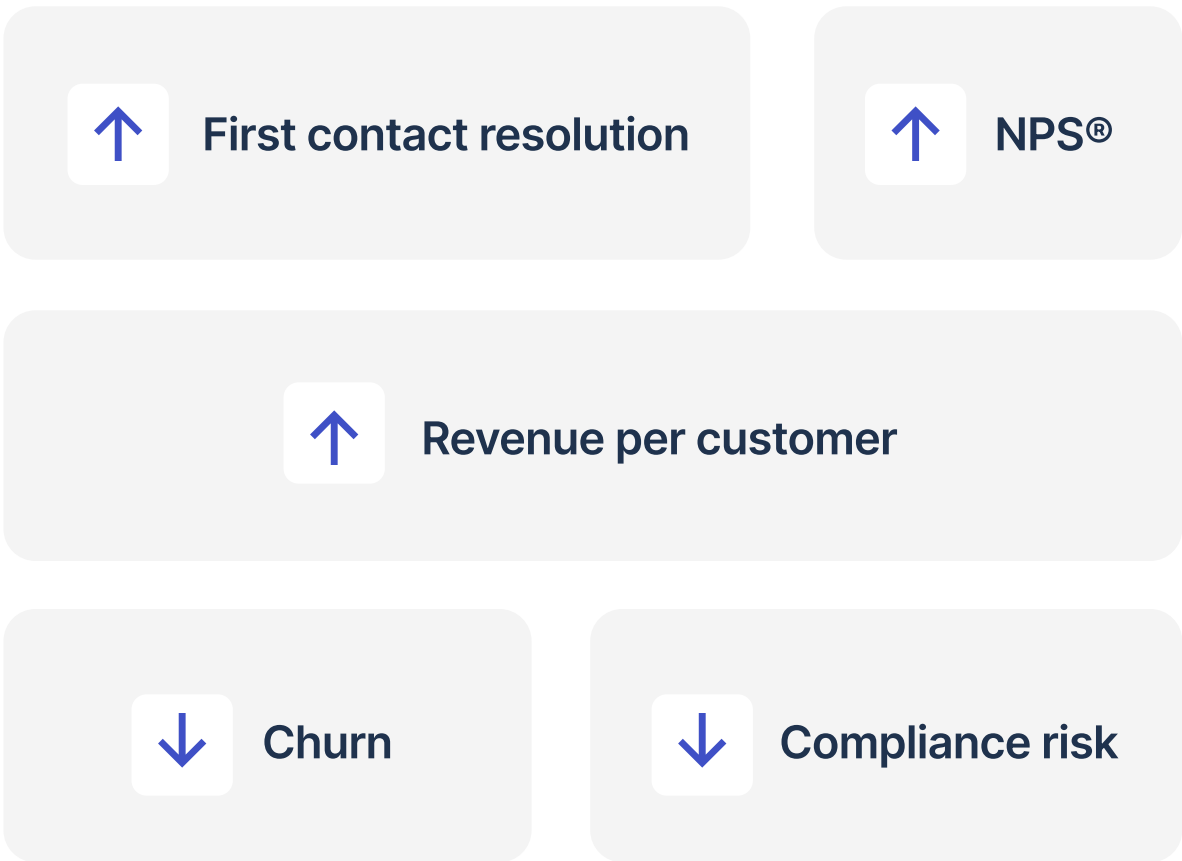 First contact resolution
NPS®
Revenue per customer
Churn
Compliance risk